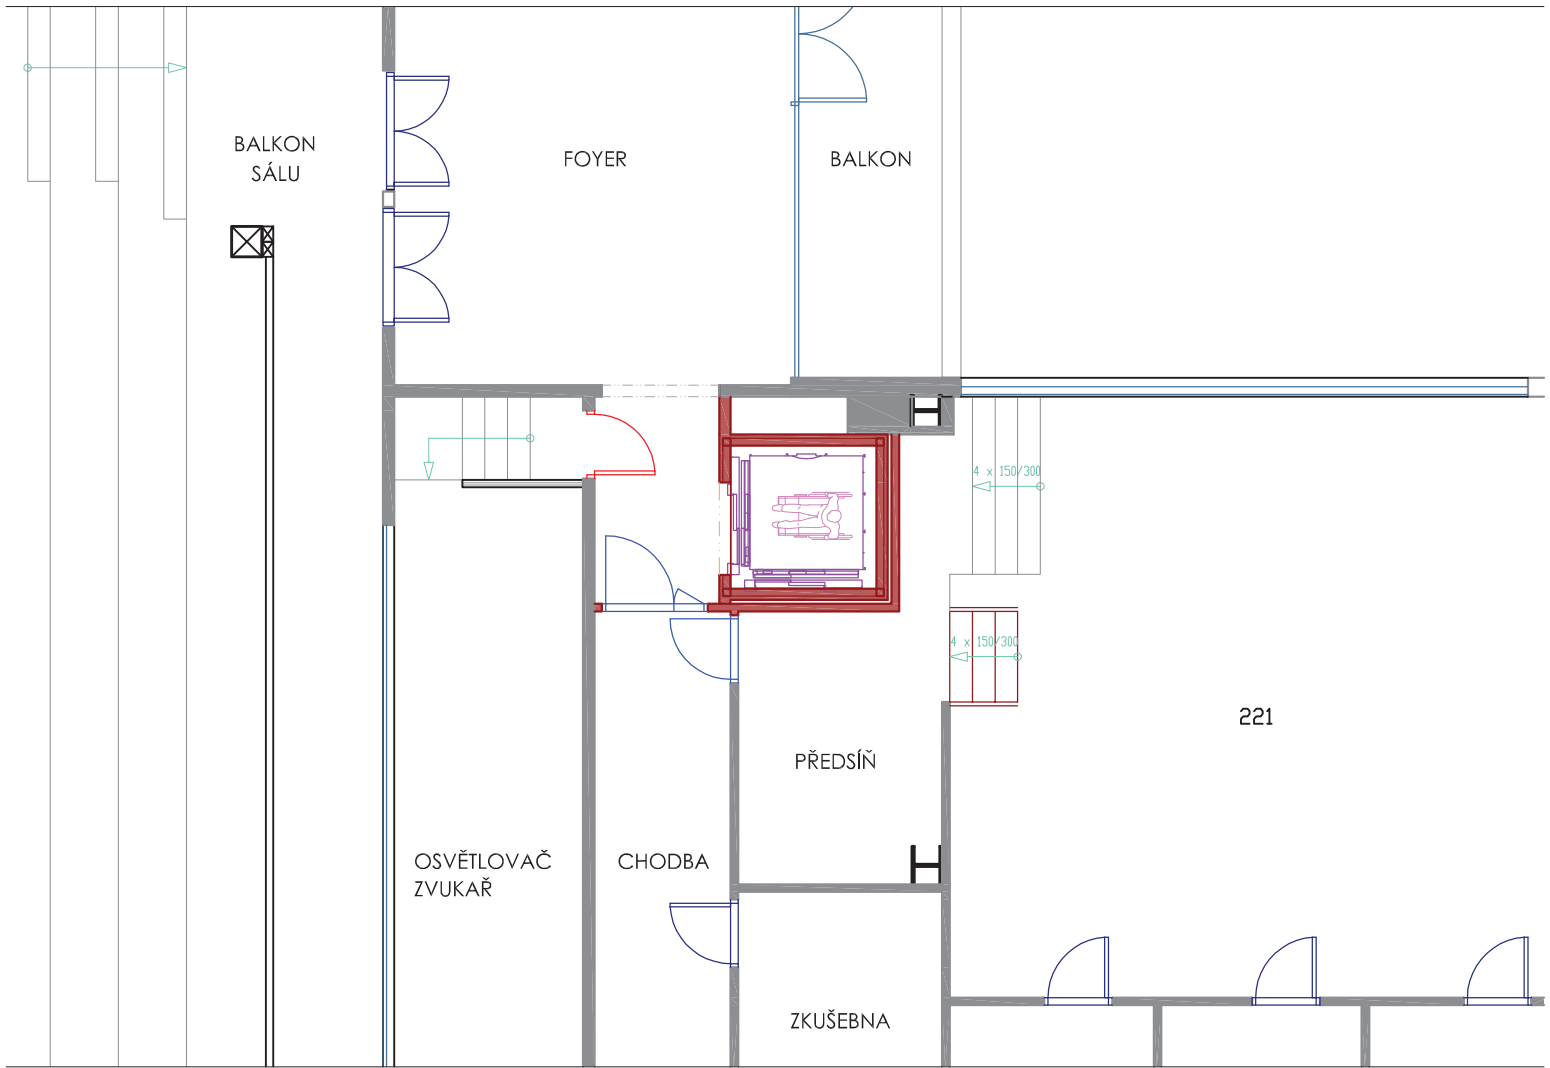 BALKON
SÁLU
FOYER
BALKON
4 x 150/300
4 x 150/300
221
PŘEDSÍŇ
OSVĚTLOVAČ
ZVUKAŘ
CHODBA
ZKUŠEBNA